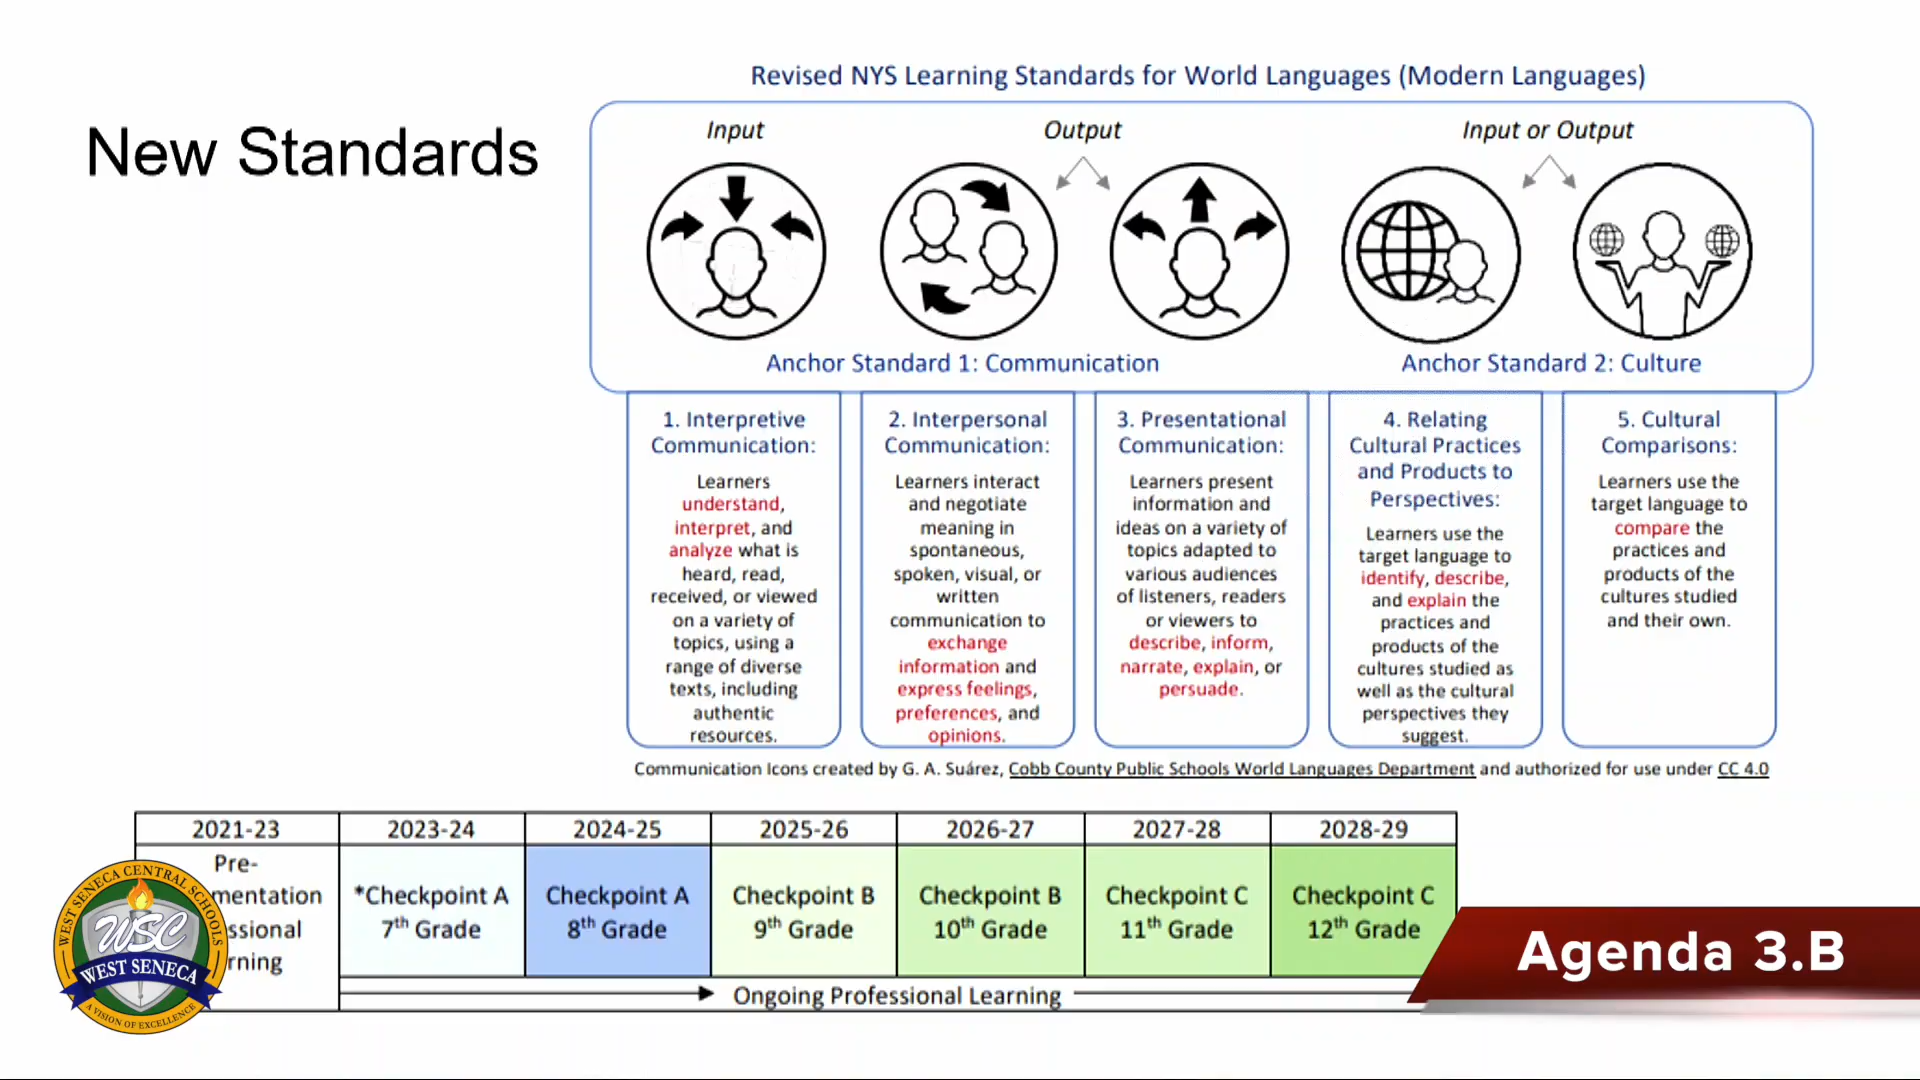 New Standards
Revised NYS Learning Standards for World Languages (Modern Languages)
Input
Output
Input or Output
Anchor Standard 1: Communication
Anchor Standard 2: Culture
1. Interpretive
Communication:
Learners
understand,
interpret, and
analyze what is
heard, read,
received, or viewed
on a variety of
topics, using a
range of diverse
texts, including
authentic
resources.
2. Interpersonal
Communication:
Learners interact
and negotiate
meaning in
spontaneous,
spoken, visual, or
written
communication to
exchange
information and
express feelings,
preferences, and
opinions.
3. Presentational
Communication:
Learners present
information and
ideas on a variety of
topics adapted to
various audiences
of listeners, readers
or viewers to
describe, inform,
narrate, explain, or
persuade.
4. Relating
Cultural Practices
and Products to
Perspectives:
Learners use the
target language to
identify, describe,
and explain the
practices and
products of the
cultures studied as
well as the cultural
perspectives they
suggest.
5. Cultural
Comparisons:
Learners use the
target language to
compare the
practices and
products of the
cultures studied
and their own.
Communication Icons created by G. A. Suárez, Cobb County Public Schools World Languages Department and authorized for use under CC 4.0
2021-23
2023-24
2024-25
2025-26
2026-27
2027-28
2028-29
Pre-
mentation
ssional
rning
*Checkpoint A
7th Grade
Checkpoint A
8th Grade
Checkpoint B
9th Grade
Checkpoint B
10th Grade
Checkpoint C
11th Grade
Checkpoint C
12th Grade
Ongoing Professional Learning
WEST SENECA CENTRAL SCHOOLS
WSC
WEST SENECA
A VISION OF EXCELLENCE
Agenda 3.B